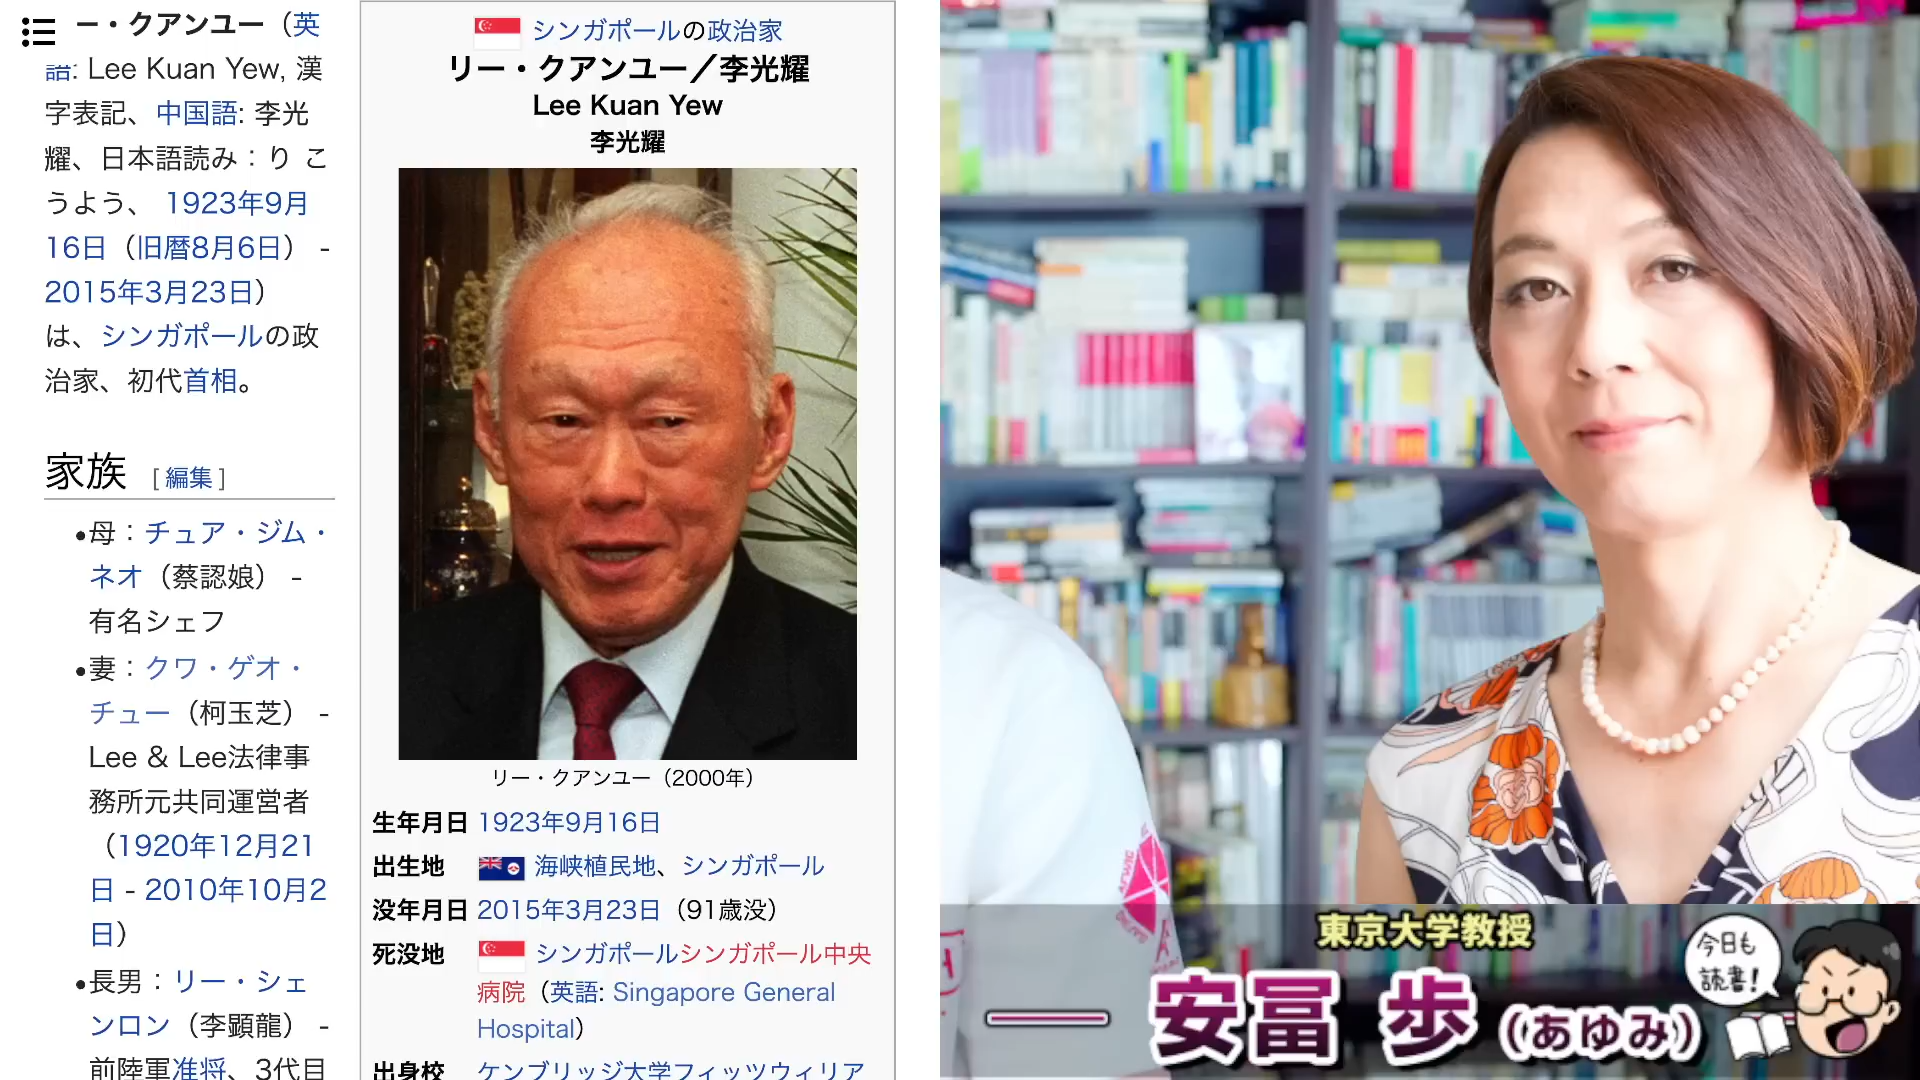 ー・クアンユー（英
語: Lee Kuan Yew, 漢
字表記、中国語: 李光
耀、日本語読み：り こ
うよう、 1923年9月
16日（旧暦8月6日） -
2015年3月23日）
は、シンガポールの政
治家、初代首相。
家族 [ 編集 ]
•母：チュア・ジム・
ネオ（蔡認娘） -
有名シェフ
•妻：クワ・ゲオ・
チュー（柯玉芝） -
Lee & Lee法律事
務所元共同運営者
（1920年12月21
日 - 2010年10月2
日）
•長男：リー・シェ
ンロン（李顕龍） -
前陸軍准将、3代目
シンガポールの政治家
リー・クアンユー／李光耀
Lee Kuan Yew
李光耀
リー・クアンユー（2000年）
生年月日 1923年9月16日
出生地 海峡植民地、シンガポール
没年月日 2015年3月23日（91歳没）
死没地 シンガポールシンガポール中央
病院（英語: Singapore General
Hospital）
出身校 ケンブリッジ大学フィッツウィリア
東京大学教授
安冨 歩（あゆみ）
今日も
読書！